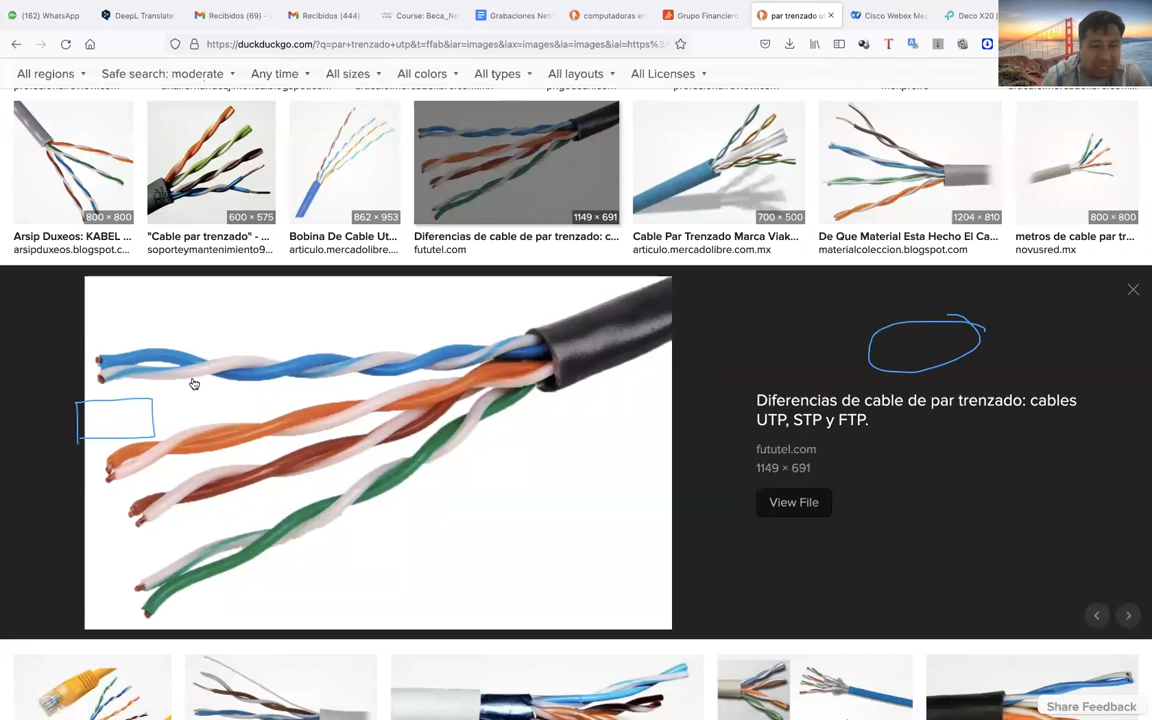 (162) WhatsApp
DeepL Translate:
Recibidos (69) -
Recibidos (444)
Course: Beca_Ne
Grabaciones Neta
computadoras en
Grupo Financiero
par trenzado u
Cisco Webex Mee
Deco X20 |
https://duckduckgo.com/?q=par+trenzado+utp&t=ffab&iar=images&iax=images&ia=images&iai=https%3A
All regions
Safe search: moderate
Any time
All sizes
All colors
All types
All layouts
All Licenses
800 × 800
600 × 575
862 × 953
1149 × 691
700 × 500
1204 × 810
800 × 800
Arsip Duxeos: KABEL ...
"Cable par trenzado" - ...
Bobina De Cable Ut...
Diferencias de cable de par trenzado: c...
Cable Par Trenzado Marca Viak...
De Que Material Esta Hecho El Ca...
metros de cable par tr...
arsipduxeos.blogspot.c...
soporteymantenimiento9...
articulo.mercadolibre....
fututel.com
articulo.mercadolibre.com.mx
materialcoleccion.blogspot.com
novusred.mx
Diferencias de cable de par trenzado: cables
UTP, STP y FTP.
fututel.com
1149 × 691
View File
Share Feedback